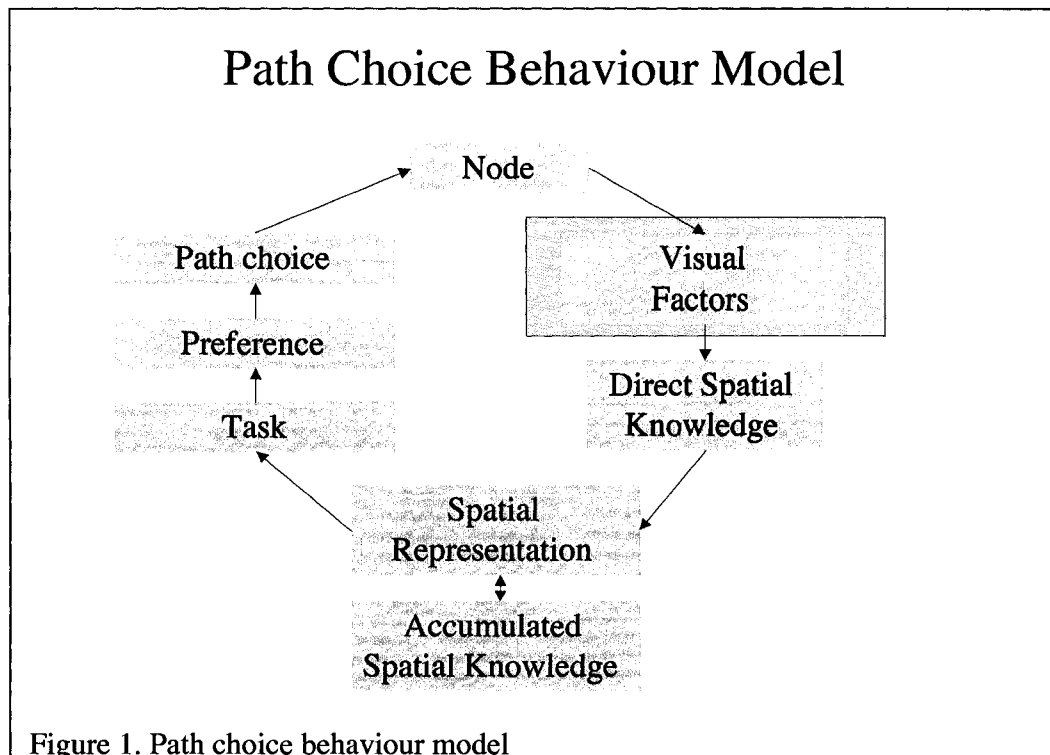 Path Choice Behaviour Model
Node
Path choice
Visual
Factors
Preference
Direct Spatial
Knowledge
Task
Spatial
Representation
Accumulated
Spatial Knowledge
Figure 1. Path choice behaviour model